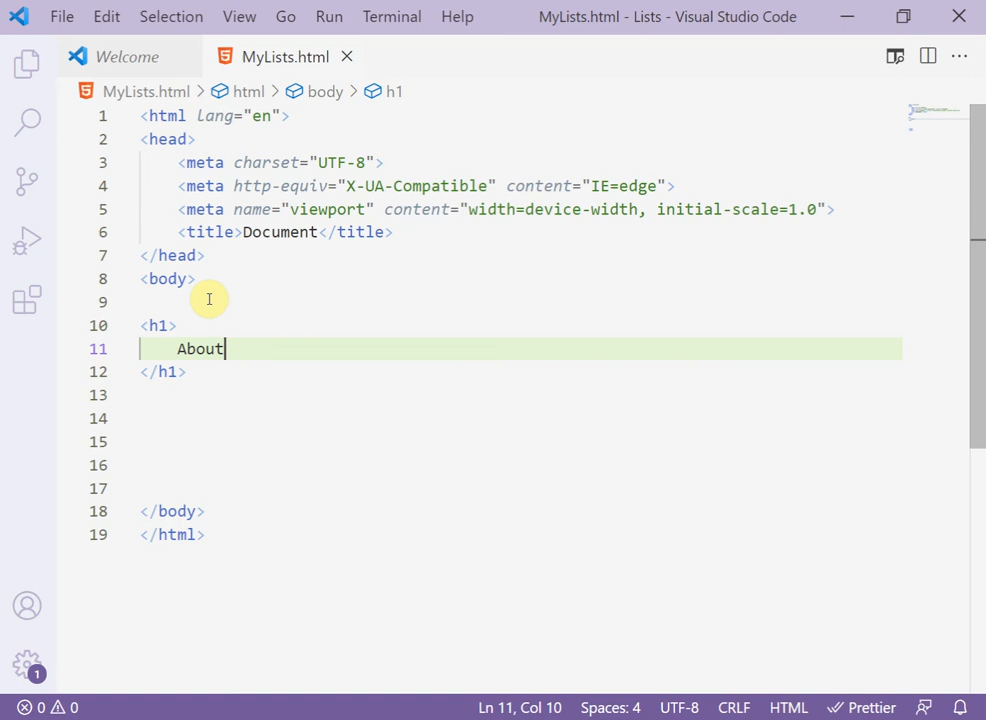 File Edit Selection View Go Run Terminal Help MyLists.html - Lists - Visual Studio Code
Welcome MyLists.html
MyLists.html > html > body > h1
1 <html lang="en">
2 <head>
3 <meta charset="UTF-8">
4 <meta http-equiv="X-UA-Compatible" content="IE=edge">
5 <meta name="viewport" content="width=device-width, initial-scale=1.0">
6 <title>Document</title>
7 </head>
8 <body>
9
10 <h1>
11 About
12 </h1>
13
14
15
16
17
18 </body>
19 </html>
1
0 0 Ln 11, Col 10 Spaces: 4 UTF-8 CRLF HTML Prettier